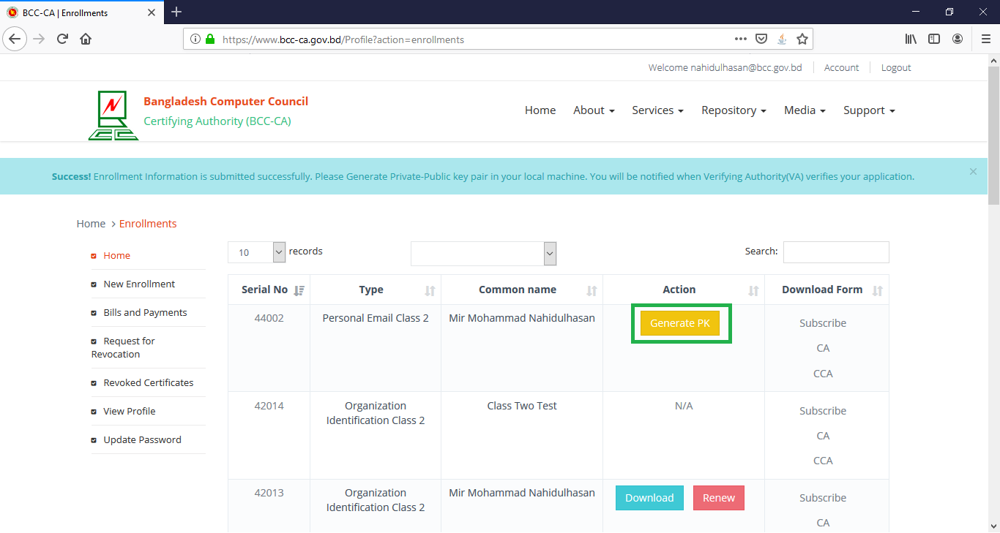 BCC-CA | Enrollments
https://www.bcc-ca.gov.bd/Profile?action=enrollments
Welcome nahidulhasan@bcc.gov.bd Account Logout
Bangladesh Computer Council
Certifying Authority (BCC-CA)
Home About Services Repository Media Support
Success! Enrollment Information is submitted successfully. Please Generate Private-Public key pair in your local machine. You will be notified when Verifying Authority(VA) verifies your application.
Home > Enrollments
Home
New Enrollment
Bills and Payments
Request for
Revocation
Revoked Certificates
View Profile
Update Password
10 records Search:
Serial No Type Common name Action Download Form
44002 Personal Email Class 2 Mir Mohammad Nahidulhasan Generate PK Subscribe
CA
CCA
42014 Organization Class Two Test N/A Subscribe
Identification Class 2
CA
CCA
42013 Organization Mir Mohammad Nahidulhasan Download Renew Subscribe
Identification Class 2
CA